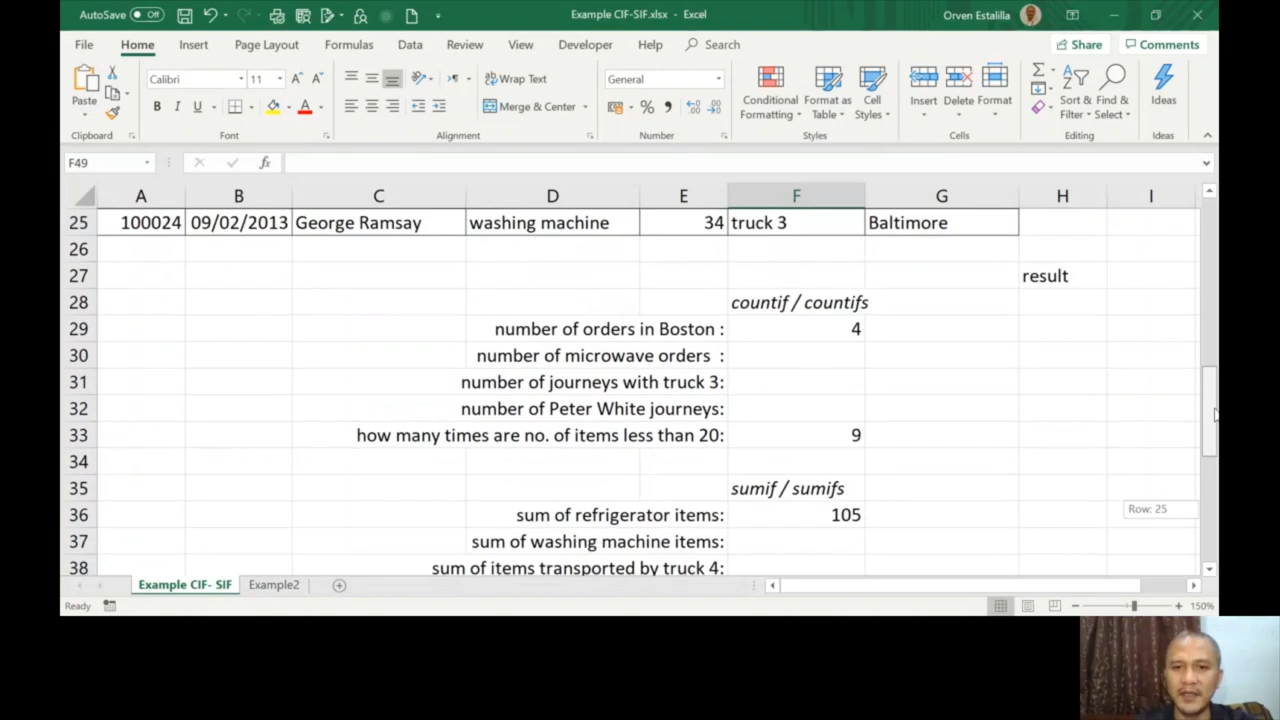 AutoSave Off Example CIF-SIF.xlsx - Excel Orven Estalilla
File Home Insert Page Layout Formulas Data Review View Developer Help Search Share Comments
Calibri 11 Wrap Text General
Paste B I U A Merge & Center % Conditional Formatting Format as Table Cell Styles Insert Delete Format Sort & Filter Find & Select Ideas
Clipboard Font Alignment Number Styles Cells Editing Ideas
F49 fx
A B C D E F G H I
25 100024 09/02/2013 George Ramsay washing machine 34 truck 3 Baltimore
26
27 result
28 countif / countifs
29 number of orders in Boston : 4
30 number of microwave orders :
31 number of journeys with truck 3:
32 number of Peter White journeys:
33 how many times are no. of items less than 20: 9
34
35 sumif / sumifs
36 sum of refrigerator items: 105 Row: 25
37 sum of washing machine items:
38 sum of items transported by truck 4:
Example CIF- SIF Example2
Ready 150%